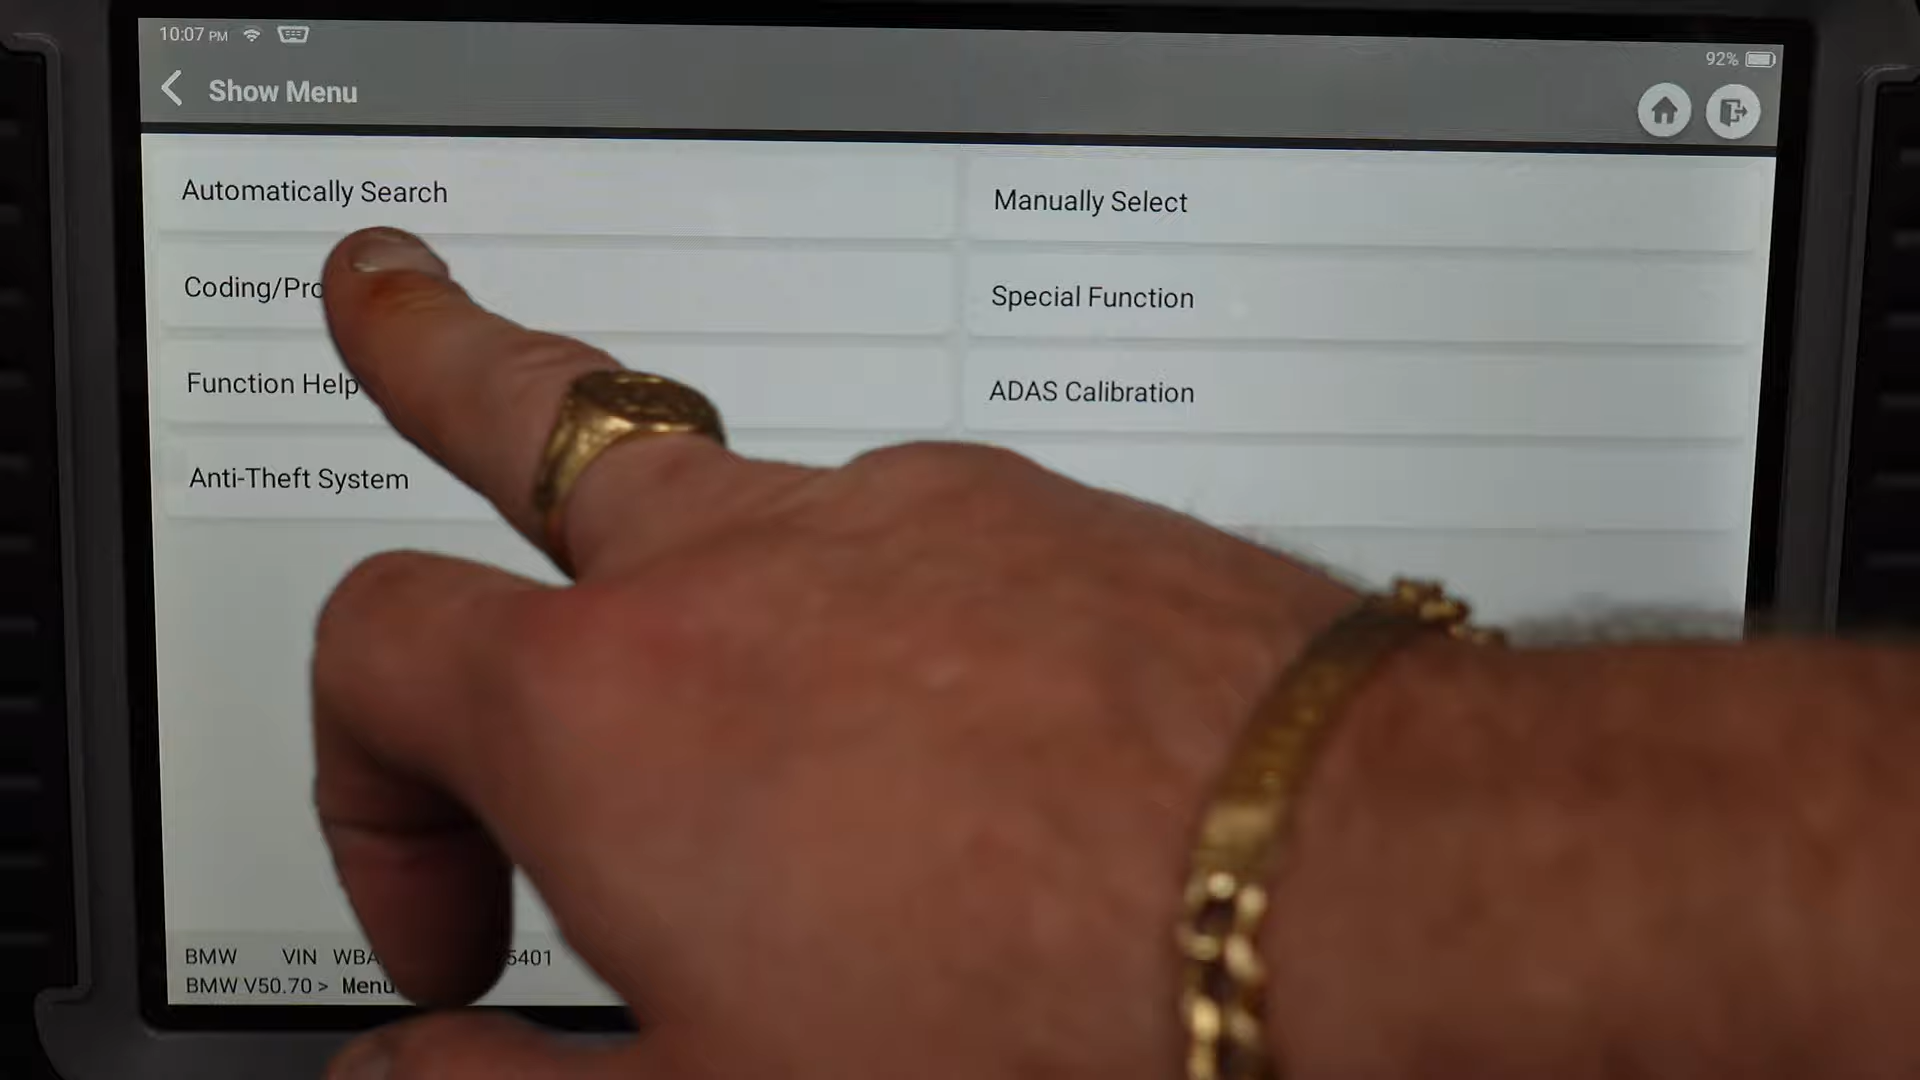 10:07 PM
92%
Show Menu
Automatically Search
Manually Select
Coding/Pro
Special Function
Function Help
ADAS Calibration
Anti-Theft System
BMW VIN WBA 5401
BMW V50.70 > Menu